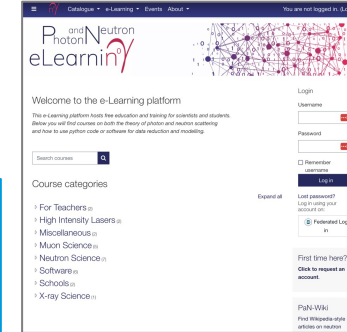 Catalogue e-Learning Events About You are not logged in. (Lo
Photon and Neutron
eLearning
Welcome to the e-Learning platform
This e-Learning platform hosts free education and training for scientists and students.
Below you will find courses on both the theory of photon and neutron scattering
and how to use python code or software for data reduction and modelling.
Search courses
Course categories
Expand all
For Teachers (2)
High Intensity Lasers (3)
Miscellaneous (2)
Muon Science (6)
Neutron Science (7)
Software (6)
Schools (2)
X-ray Science (1)
Login
Username
Password
Remember
username
Log in
Lost password?
Log in using your
account on:
Federated Log
in
First time here?
Click to request an
account.
PaN-Wiki
Find Wikipedia-style
articles on neutron